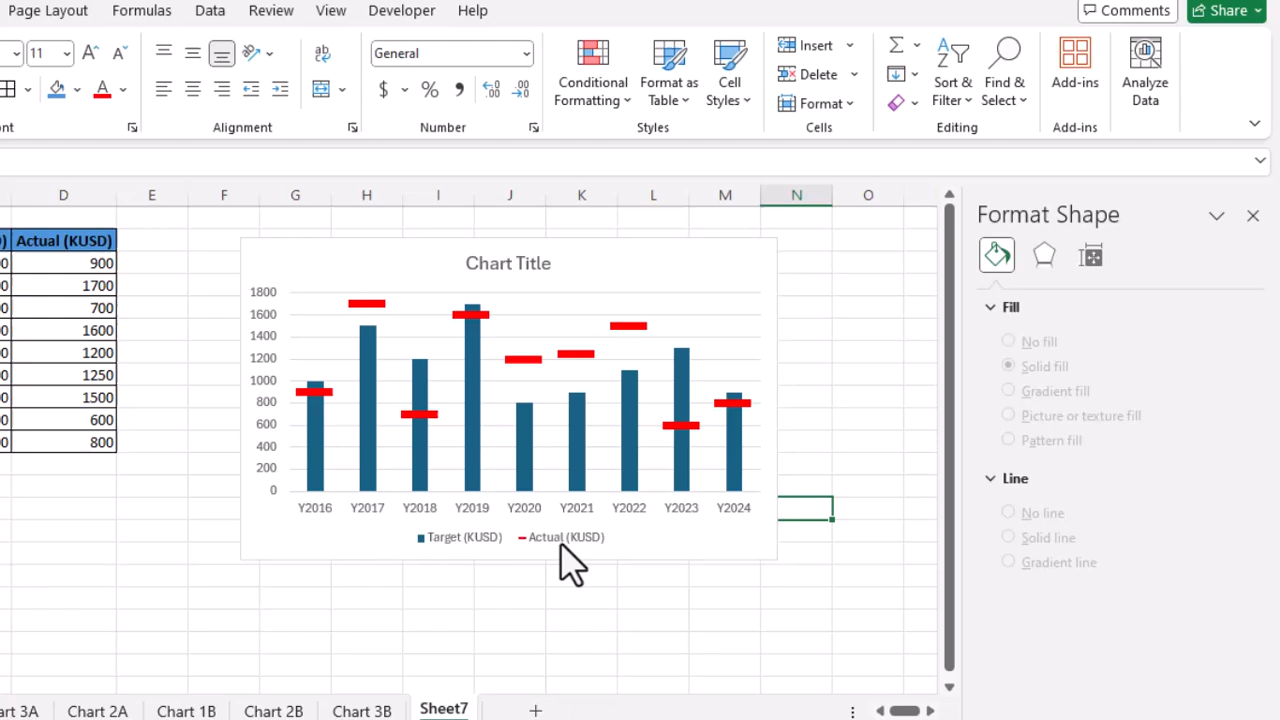 Page Layout Formulas Data Review View Developer Help
Comments Share
11 General Insert
Delete
Format
Conditional Formatting
Format as Table
Cell Styles
Sort & Filter
Find & Select
Add-ins
Analyze Data
Alignment Number Styles Cells Editing Add-ins
D E F G H I J K L M N O
Actual (KUSD)
900
1700
700
1600
1200
1250
1500
600
800
Chart Title
1800
1600
1400
1200
1000
800
600
400
200
0
Y2016 Y2017 Y2018 Y2019 Y2020 Y2021 Y2022 Y2023 Y2024
Target (KUSD) Actual (KUSD)
Format Shape
Fill
No fill
Solid fill
Gradient fill
Picture or texture fill
Pattern fill
Line
No line
Solid line
Gradient line
Chart 2A Chart 1B Chart 2B Chart 3B Sheet7